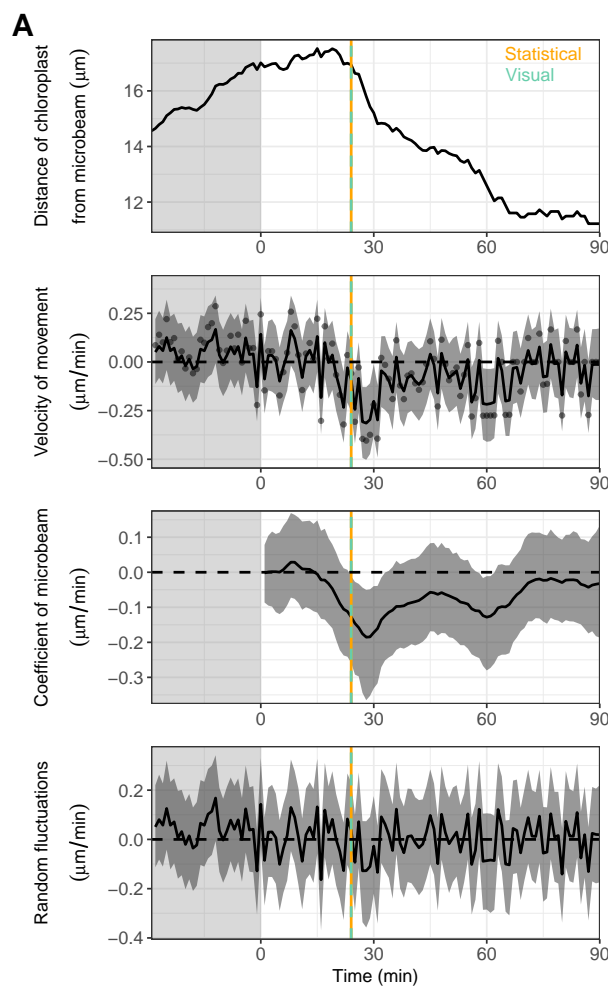 A
Distance of chloroplast
from microbeam (μm)
Statistical
Visual
16
14
12
0
30
60
90
Velocity of movement
(μm/min)
0.25
0.00
−0.25
−0.50
0
30
60
90
Coefficient of microbeam
(μm/min)
0.1
0.0
−0.1
−0.2
−0.3
0
30
60
90
Random fluctuations
(μm/min)
0.2
0.0
−0.2
−0.4
0
30
60
90
Time (min)